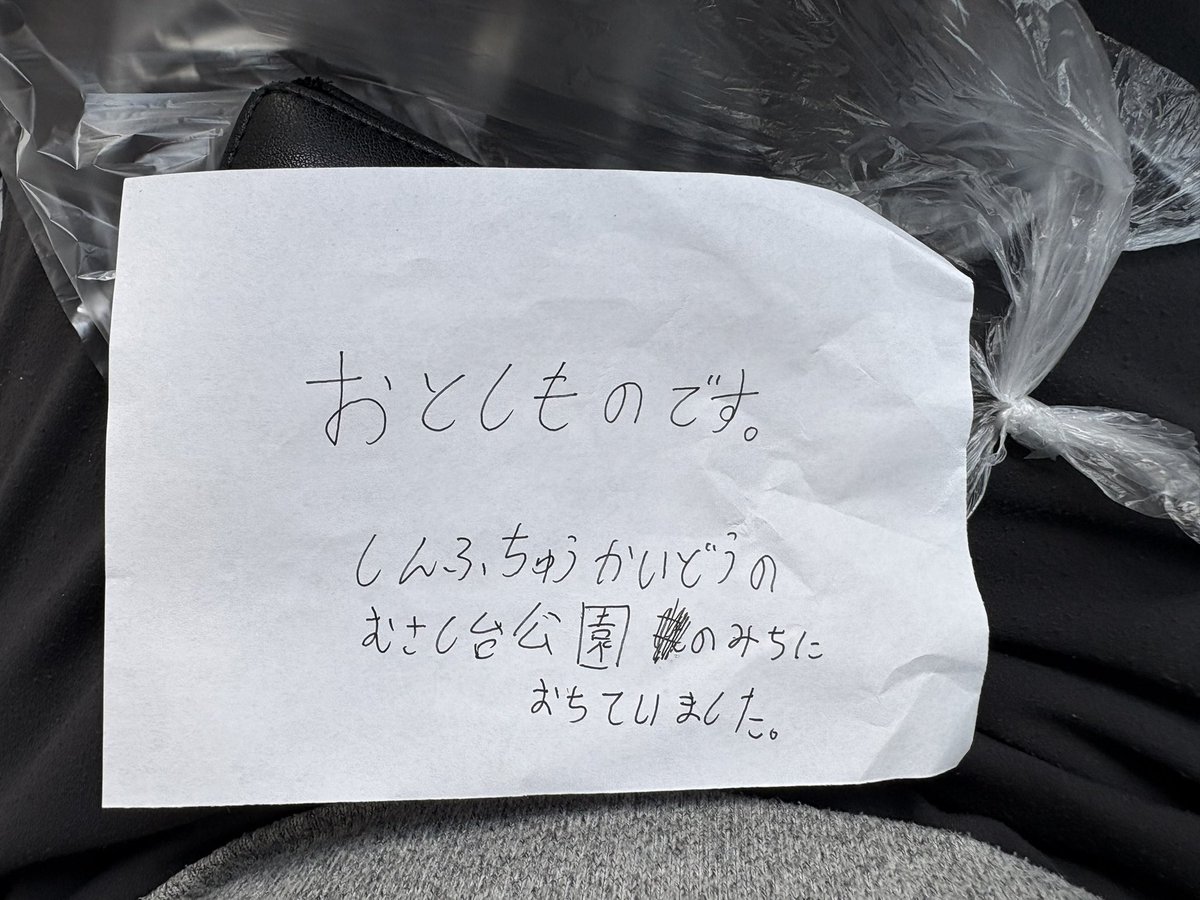 おとしものです。
しんふちゅうかいどうの
むさし台公園のみちに
おちていました。